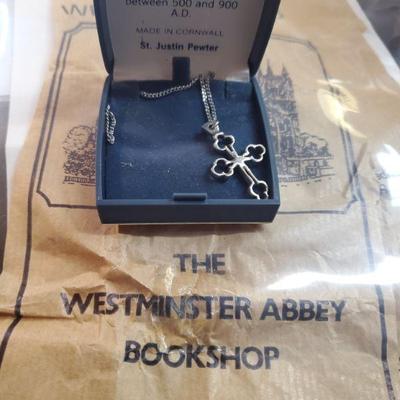 between 500 and 900
A.D.
MADE IN CORNWALL
St. Justin Pewter
THE
WESTMINSTER ABBEY
BOOKSHOP